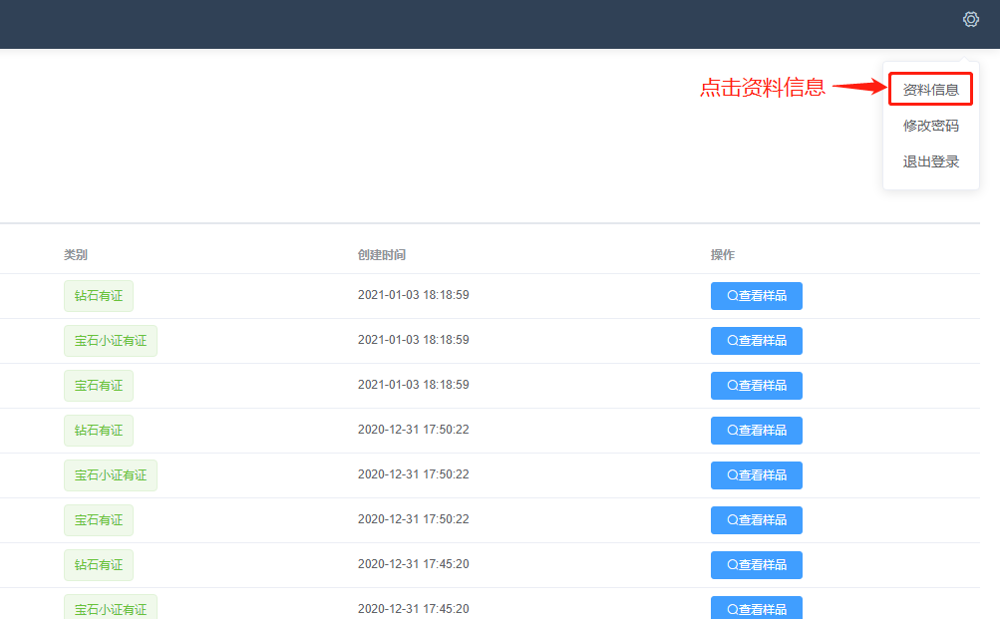 点击资料信息
资料信息
修改密码
退出登录
类别 创建时间 操作
钻石有证 2021-01-03 18:18:59 查看样品
宝石小证有证 2021-01-03 18:18:59 查看样品
宝石有证 2021-01-03 18:18:59 查看样品
钻石有证 2020-12-31 17:50:22 查看样品
宝石小证有证 2020-12-31 17:50:22 查看样品
宝石有证 2020-12-31 17:50:22 查看样品
钻石有证 2020-12-31 17:45:20 查看样品
宝石小证有证 2020-12-31 17:45:20 查看样品